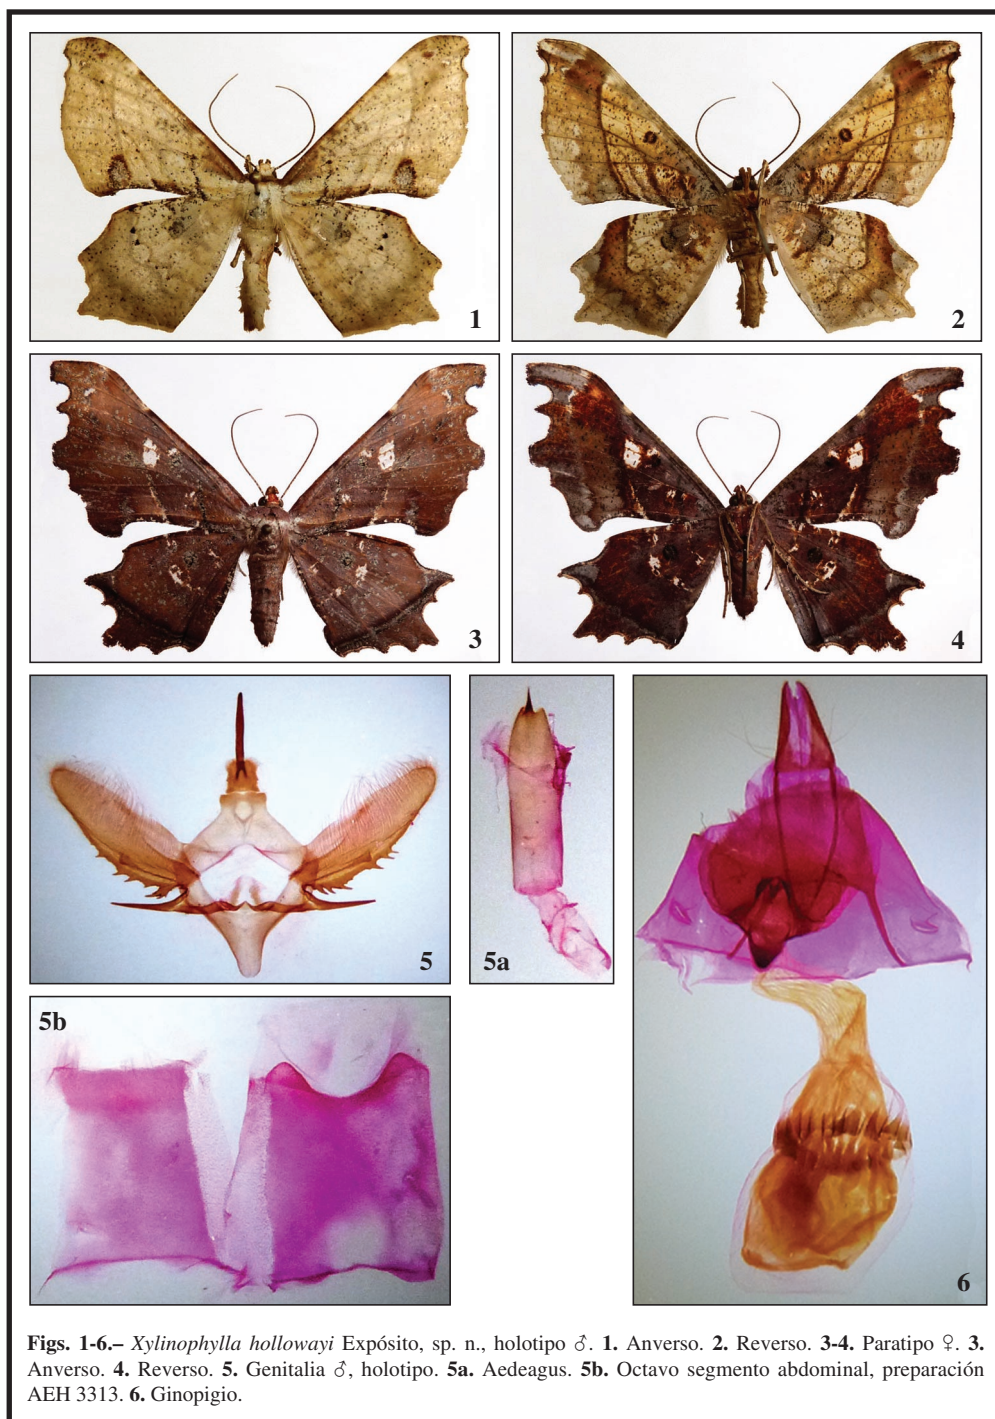 1
2
3
4
5
5a
5b
6
Figs. 1-6.– Xylinophylla hollowayi Expósito, sp. n., holotipo ♂. 1. Anverso. 2. Reverso. 3-4. Paratipo ♀. 3.
Anverso. 4. Reverso. 5. Genitalia ♂, holotipo. 5a. Aedeagus. 5b. Octavo segmento abdominal, preparación
AEH 3313. 6. Ginopigio.